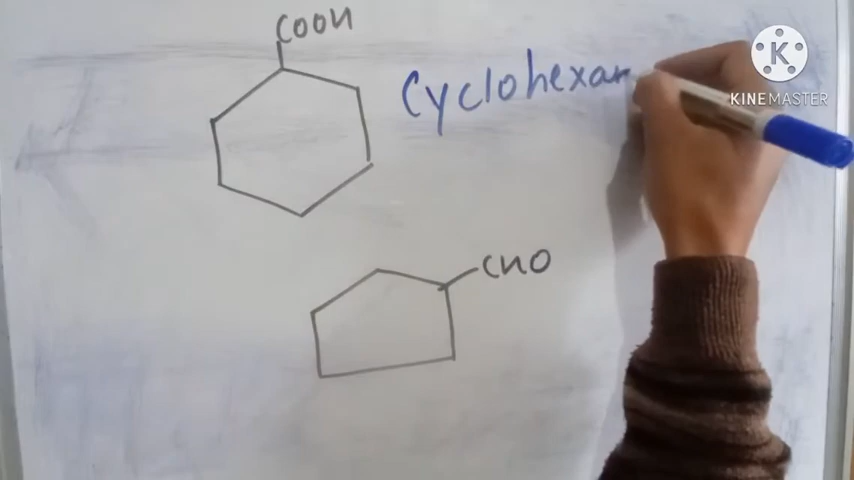 COOH
Cyclohexan
CHO
K
KINEMASTER